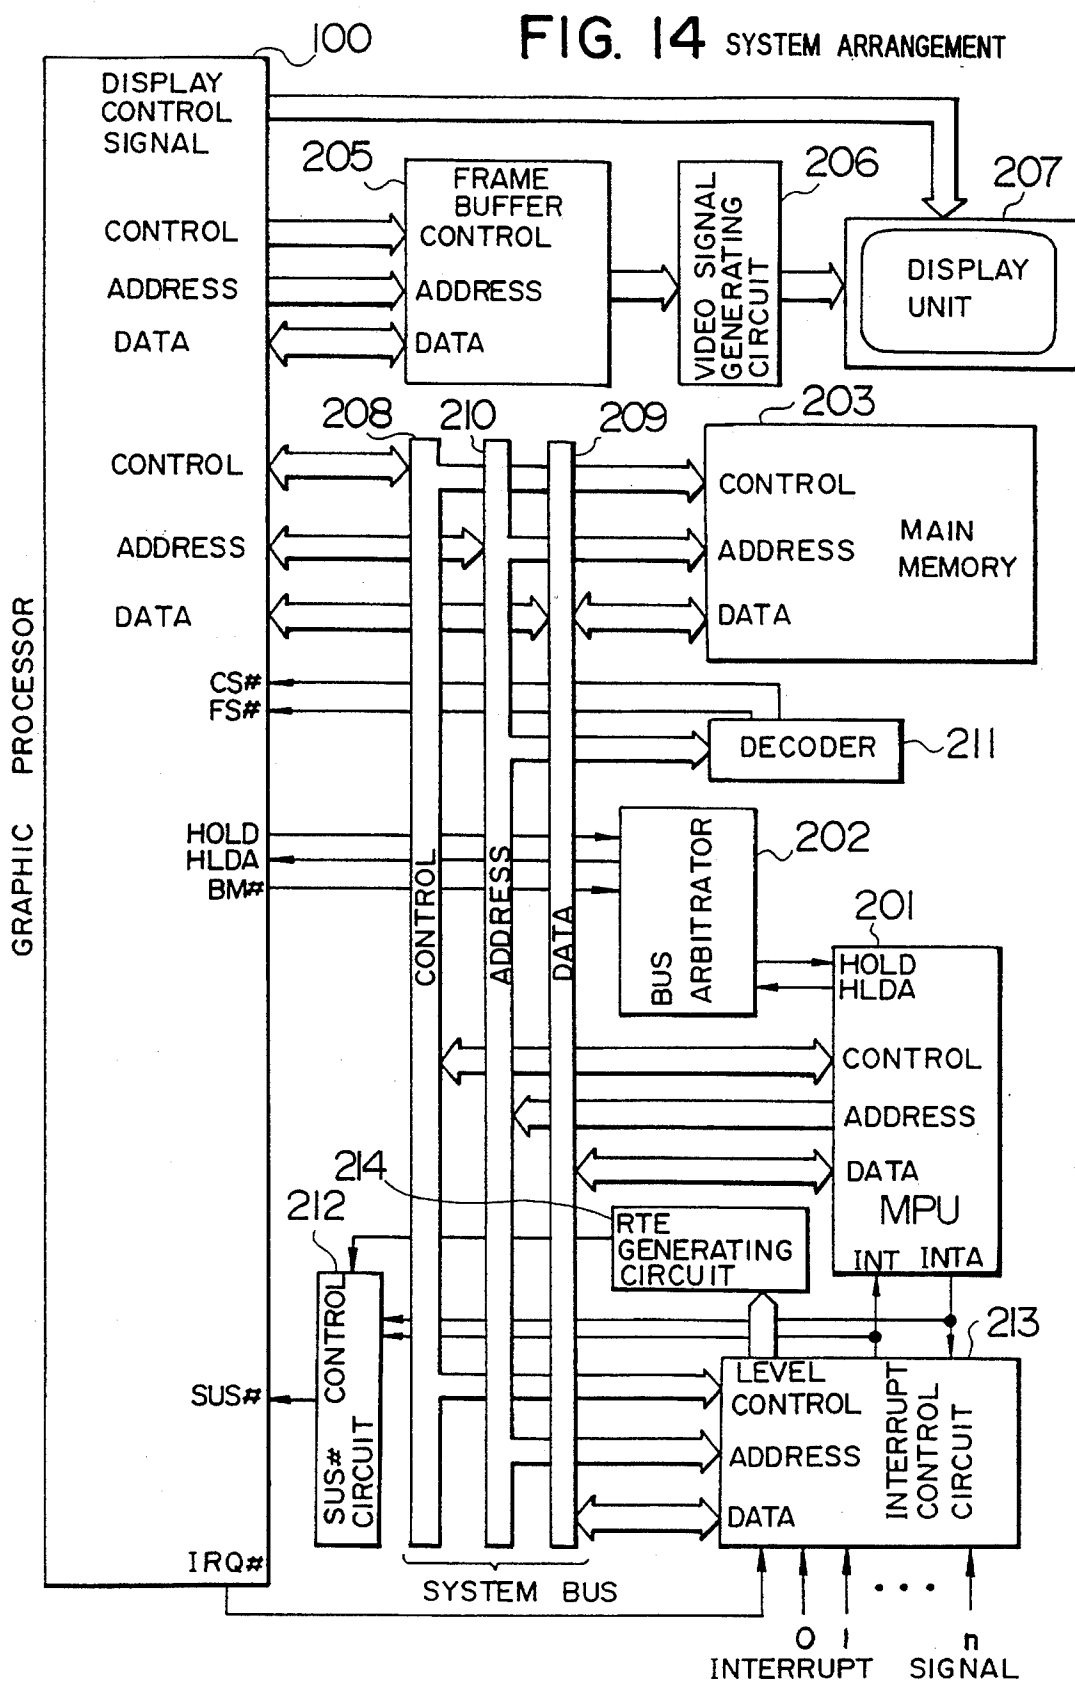 FIG. 14 SYSTEM ARRANGEMENT
100
DISPLAY
CONTROL
SIGNAL
205
FRAME
BUFFER
206
VIDEO SIGNAL
GENERATING
CIRCUIT
207
DISPLAY
UNIT
CONTROL
CONTROL
ADDRESS
ADDRESS
DATA
DATA
208
210
209
203
CONTROL
CONTROL
ADDRESS
ADDRESS
MAIN
MEMORY
DATA
DATA
GRAPHIC PROCESSOR
CS#
FS#
DECODER
211
HOLD
HLDA
BM#
CONTROL
ADDRESS
DATA
BUS
ARBITRATOR
202
201
HOLD
HLDA
CONTROL
ADDRESS
DATA
MPU
INT INTA
214
RTE
GENERATING
CIRCUIT
212
SUS# CONTROL
CIRCUIT
213
SUS#
LEVEL
CONTROL
ADDRESS
DATA
INTERRUPT
CONTROL
CIRCUIT
IRQ#
SYSTEM BUS
0 1 ... n
INTERRUPT SIGNAL